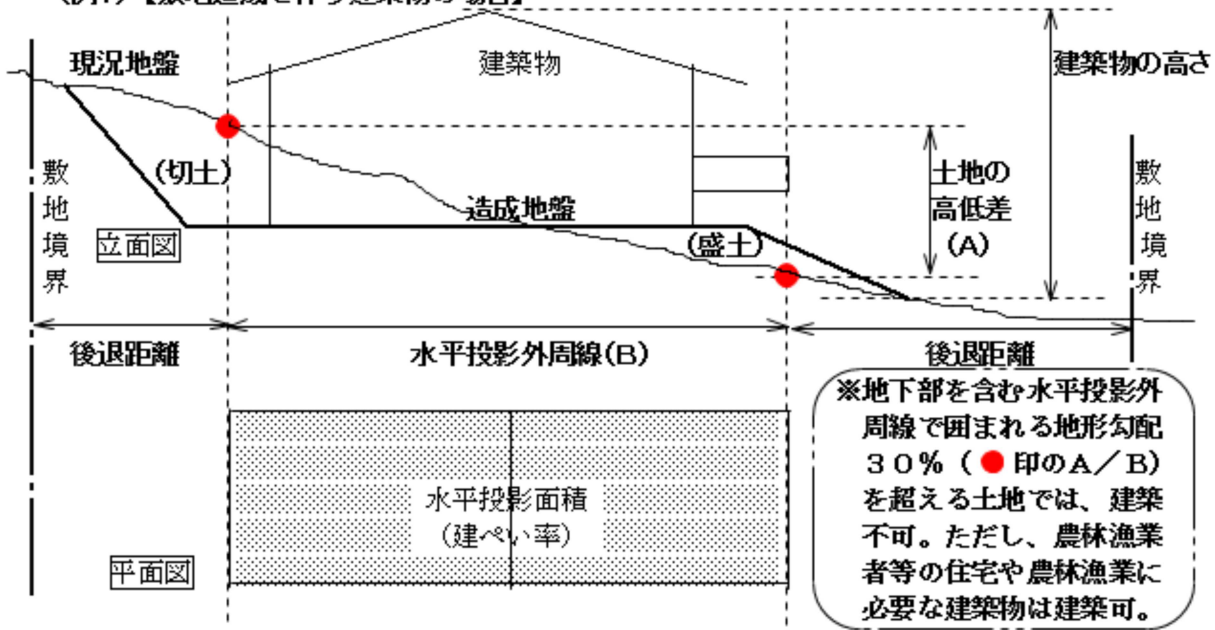 現況地盤
建築物
建築物の高さ
敷地境界
(切土)
土地の
高低差
(A)
敷地境界
造成地盤
立面図
(盛土)
後退距離
水平投影外周線(B)
後退距離
※地下部を含む水平投影外
周線で囲まれる地形勾配
30%(●印のA/B)
を超える土地では、建築
不可。ただし、農林漁業
者等の住宅や農林漁業に
必要な建築物は建築可。
水平投影面積
(建ぺい率)
平面図